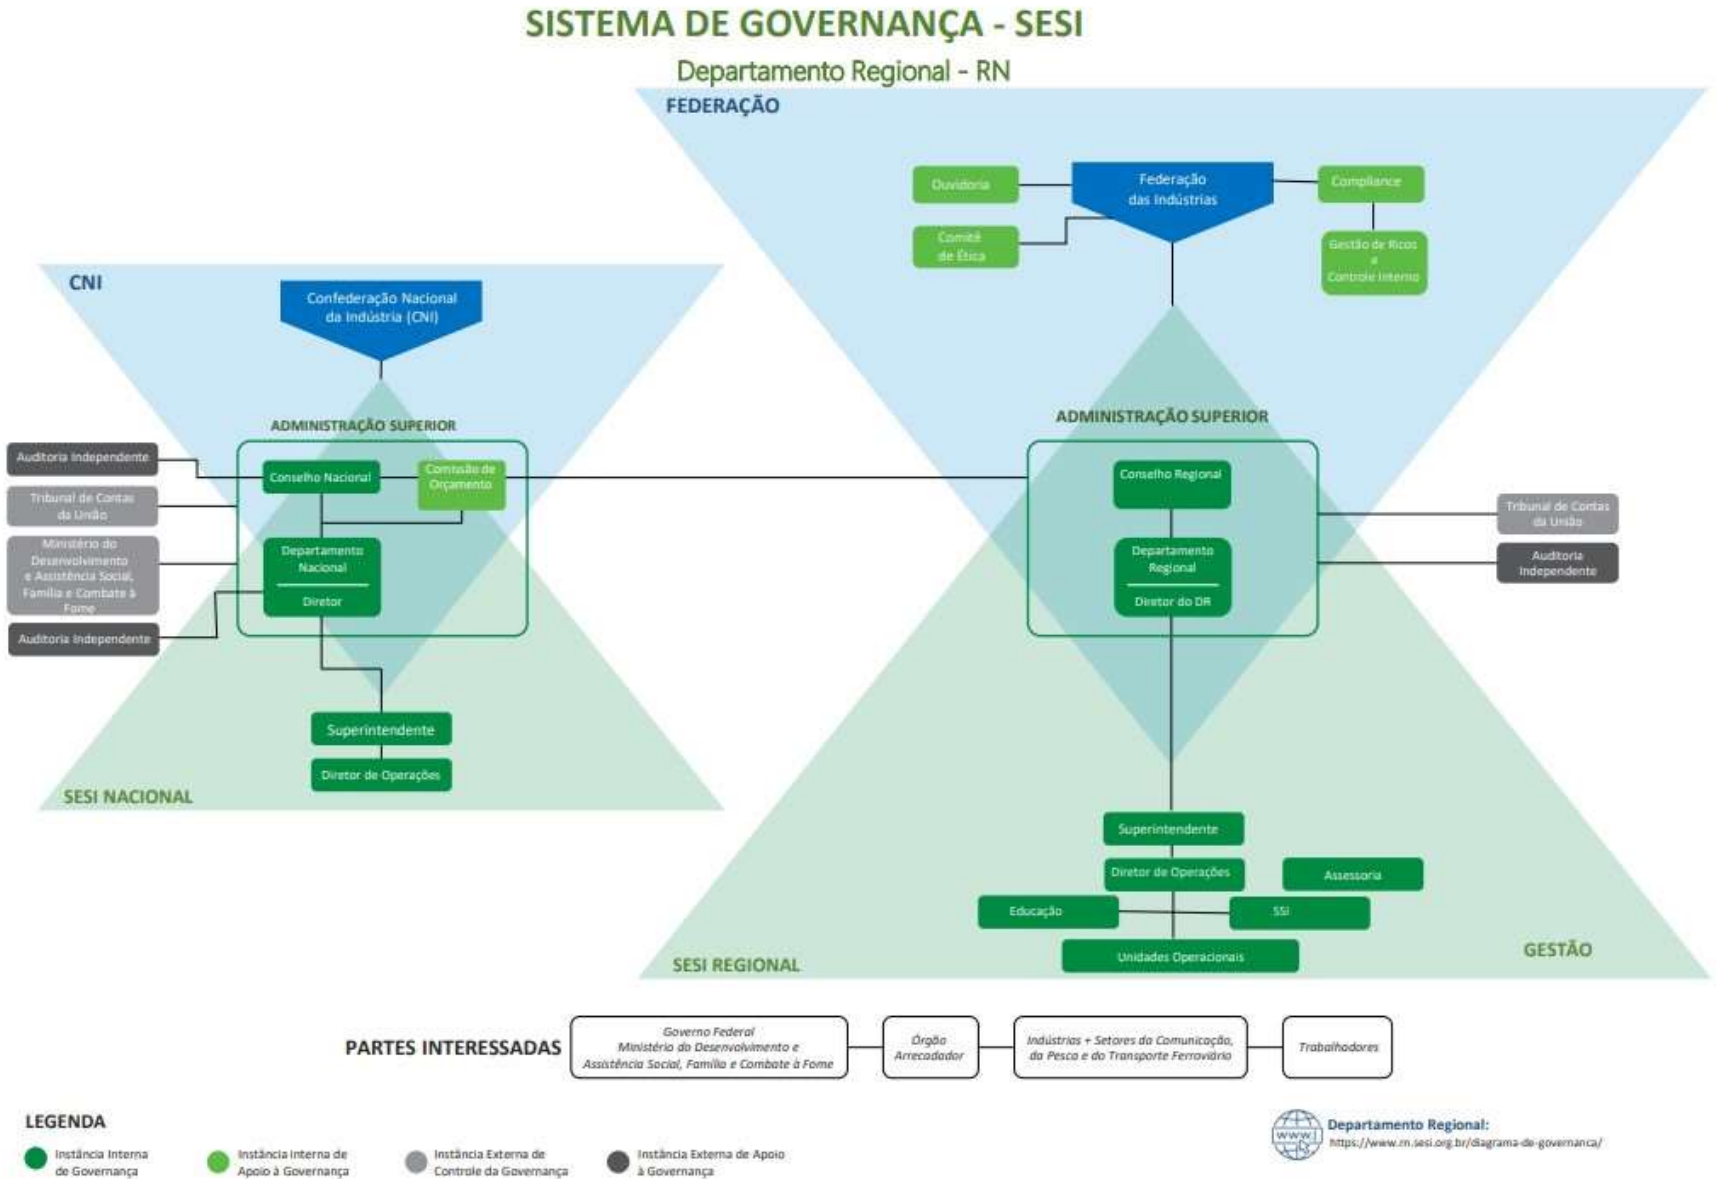 SISTEMA DE GOVERNANÇA - SESI
Departamento Regional - RN
FEDERAÇÃO
Ouvidoria
Federação
das Indústrias
Compliance
Comitê
de Ética
Gestão de Ricos
e
Controle Interno
CNI
Confederação Nacional
da Indústria (CNI)
ADMINISTRAÇÃO SUPERIOR
ADMINISTRAÇÃO SUPERIOR
Auditoria Independente
Conselho Nacional
Comissão de
Orçamento
Conselho Regional
Tribunal de Contas
da União
Tribunal de Contas
da União
Ministério do
Desenvolvimento
e Assistência Social,
Família e Combate à
Fome
Departamento
Nacional
Diretor
Departamento
Regional
Diretor do DR
Auditoria
Independente
Auditoria Independente
Superintendente
Diretor de Operações
SESI NACIONAL
Superintendente
Diretor de Operações
Assessoria
Educação
SSI
Unidades Operacionais
SESI REGIONAL
GESTÃO
PARTES INTERESSADAS
Governo Federal
Ministério do Desenvolvimento e
Assistência Social, Família e Combate à Fome
Órgão
Arrecadador
Indústrias + Setores da Comunicação,
da Pesca e do Transporte Ferroviário
Trabalhadores
LEGENDA
Instância Interna
de Governança
Instância Interna de
Apoio à Governança
Instância Externa de
Controle da Governança
Instância Externa de Apoio
à Governança
www.
Departamento Regional:
https://www.rn.sesi.org.br/diagrama-de-governanca/